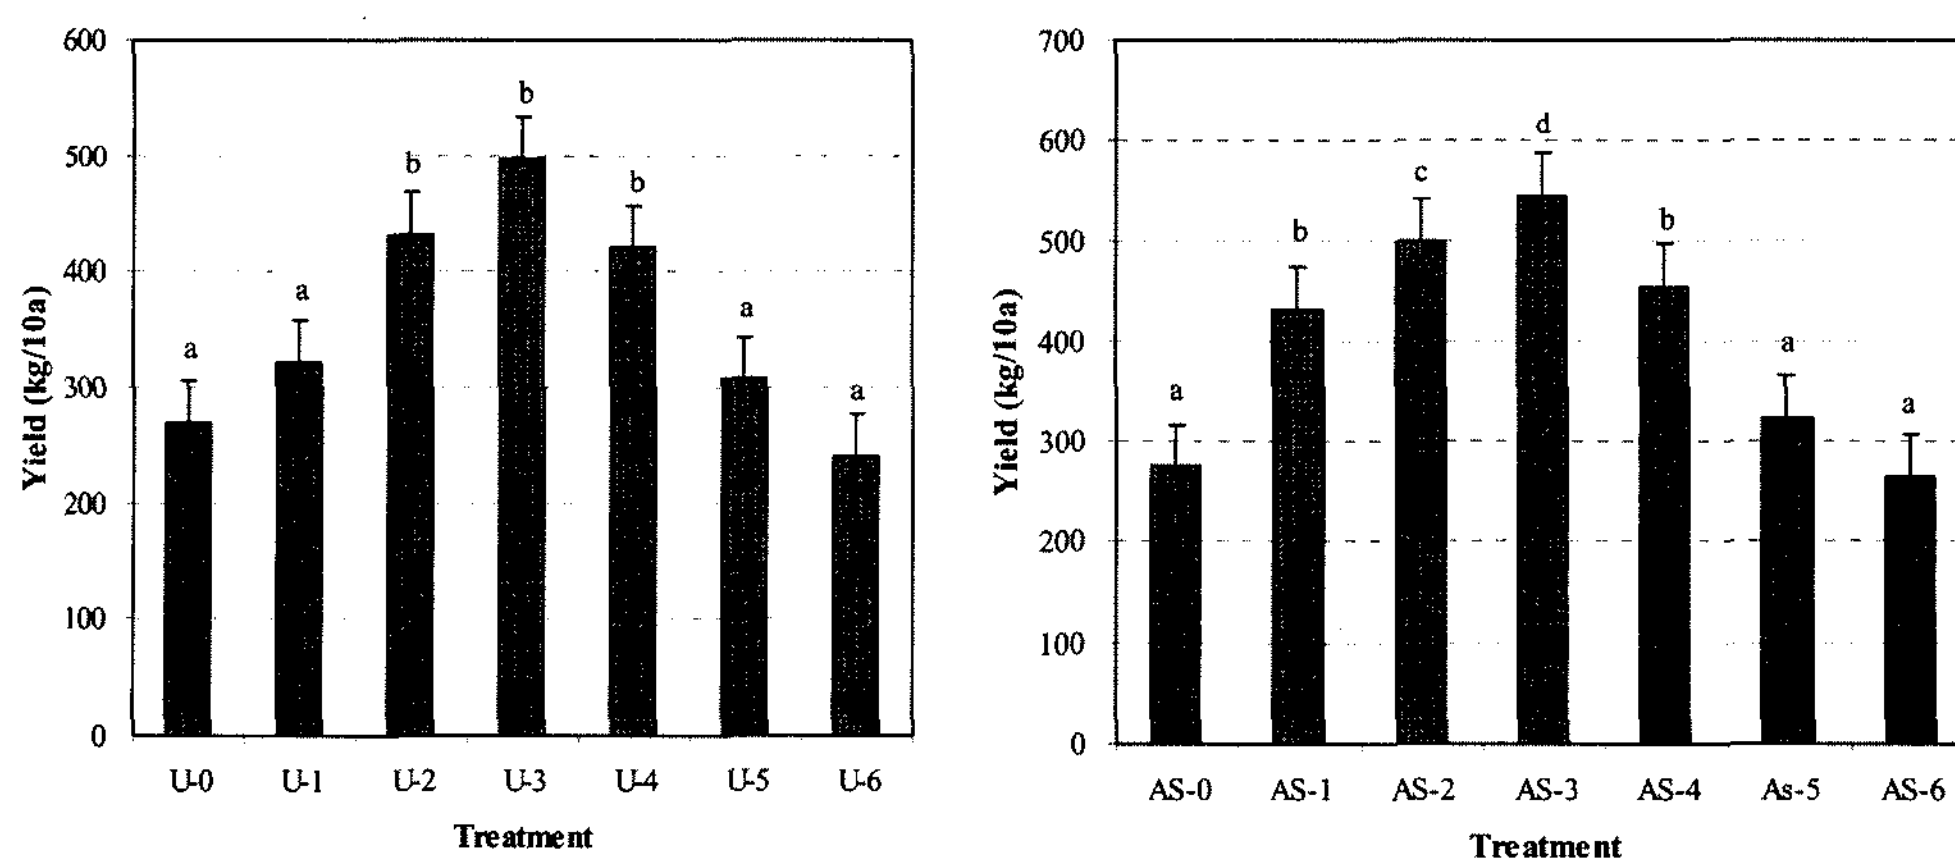 600
500
400
300
200
100
0
Yield (kg/10a)
a
a
b
b
b
a
a
U-0 U-1 U-2 U-3 U-4 U-5 U-6
Treatment
700
600
500
400
300
200
100
0
Yield (kg/10a)
a
b
c
d
b
a
a
AS-0 AS-1 AS-2 AS-3 AS-4 As-5 AS-6
Treatment